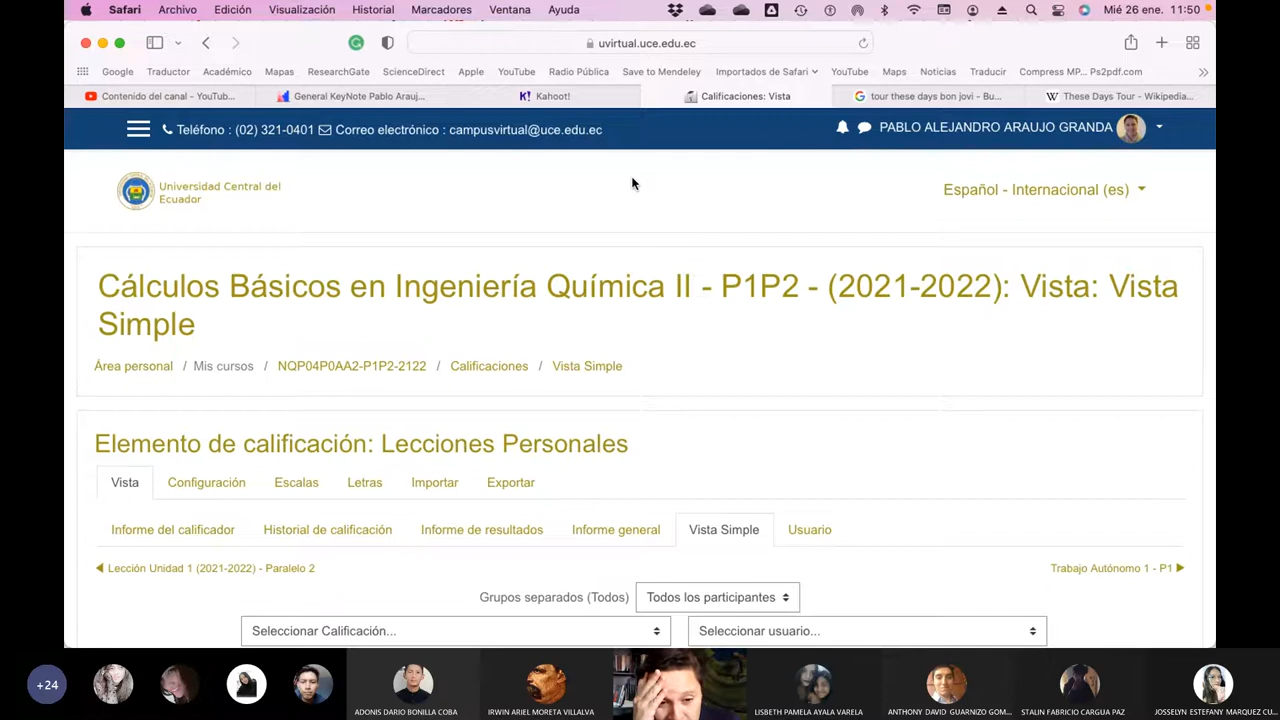 Safari Archivo Edición Visualización Historial Marcadores Ventana Ayuda Mié 26 ene. 11:50
uvirtual.uce.edu.ec
Google Traductor Académico Mapas ResearchGate ScienceDirect Apple YouTube Radio Pública Save to Mendeley Importados de Safari YouTube Maps Noticias Traducir Compress MP... Ps2pdf.com
Contenido del canal - YouTub... General KeyNote Pablo Arauj... Kahoot! Calificaciones: Vista tour these days bon jovi - Bu... These Days Tour - Wikipedia...
Teléfono : (02) 321-0401 Correo electrónico : campusvirtual@uce.edu.ec PABLO ALEJANDRO ARAUJO GRANDA
Universidad Central del
Ecuador
Español - Internacional (es)
Cálculos Básicos en Ingeniería Química II - P1P2 - (2021-2022): Vista: Vista
Simple
Área personal / Mis cursos / NQP04P0AA2-P1P2-2122 / Calificaciones / Vista Simple
Elemento de calificación: Lecciones Personales
Vista Configuración Escalas Letras Importar Exportar
Informe del calificador Historial de calificación Informe de resultados Informe general Vista Simple Usuario
Lección Unidad 1 (2021-2022) - Paralelo 2 Trabajo Autónomo 1 - P1
Grupos separados (Todos) Todos los participantes
Seleccionar Calificación... Seleccionar usuario...
+24
ADONIS DARIO BONILLA COBA IRWIN ARIEL MORETA VILLALVA LISBETH PAMELA AYALA VARELA ANTHONY DAVID GUARNIZO GOM... STALIN FABRICIO CARGUA PAZ JOSSELYN ESTEFANY MARQUEZ CU...